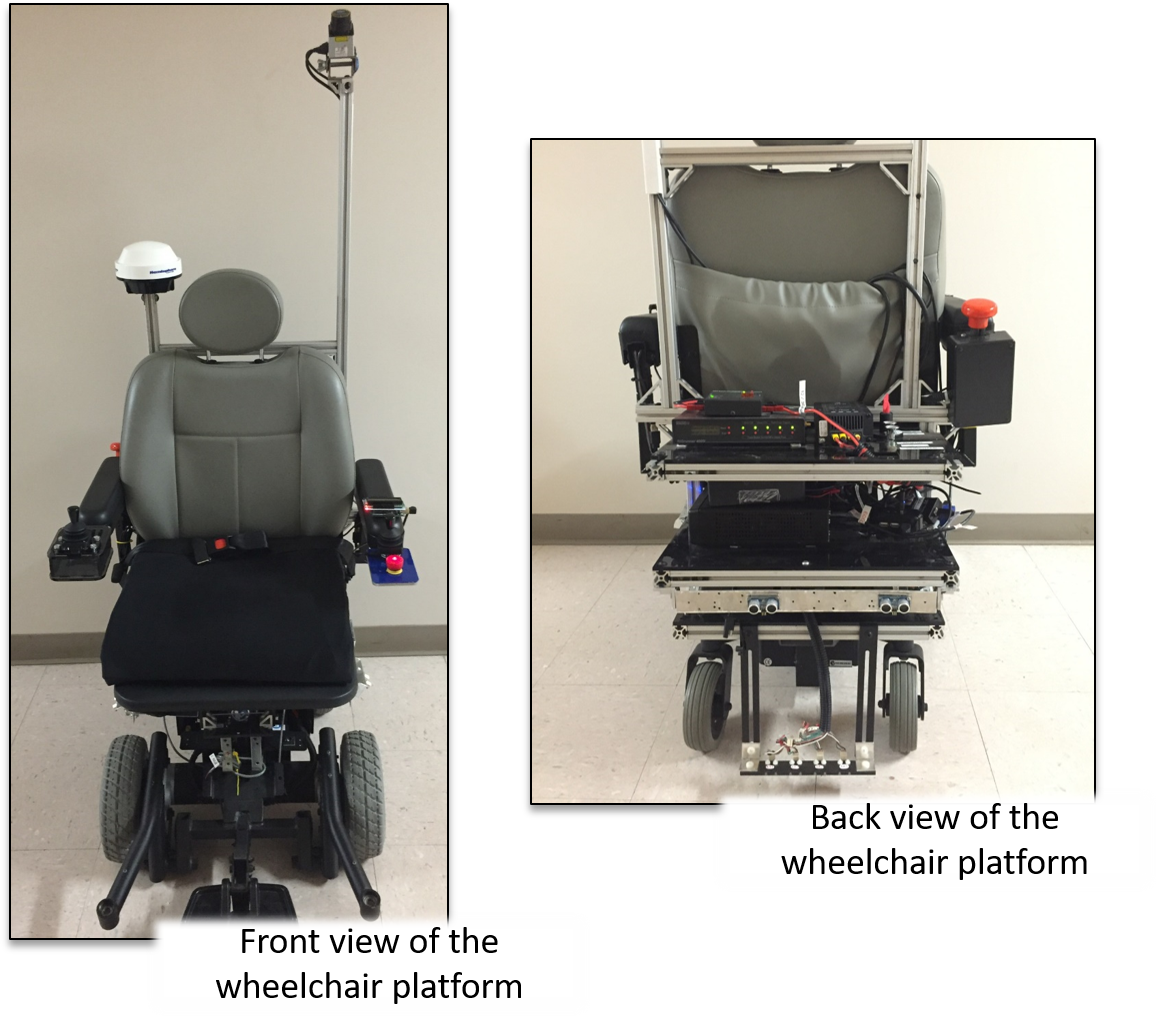 Front view of the
wheelchair platform
Back view of the
wheelchair platform